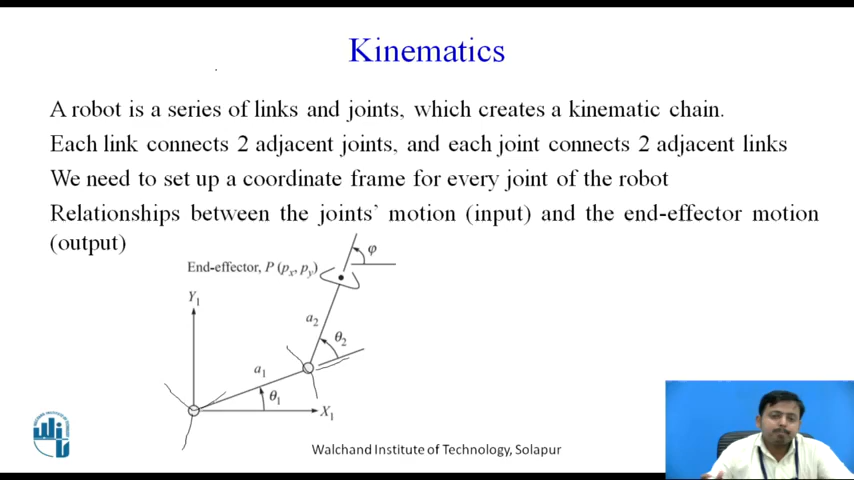 Kinematics
A robot is a series of links and joints, which creates a kinematic chain.
Each link connects 2 adjacent joints, and each joint connects 2 adjacent links
We need to set up a coordinate frame for every joint of the robot
Relationships between the joints' motion (input) and the end-effector motion
(output)
φ
End-effector, P (pₓ, p_y)
Y₁
a₂
θ₂
a₁
θ₁
X₁
Walchand Institute of Technology, Solapur